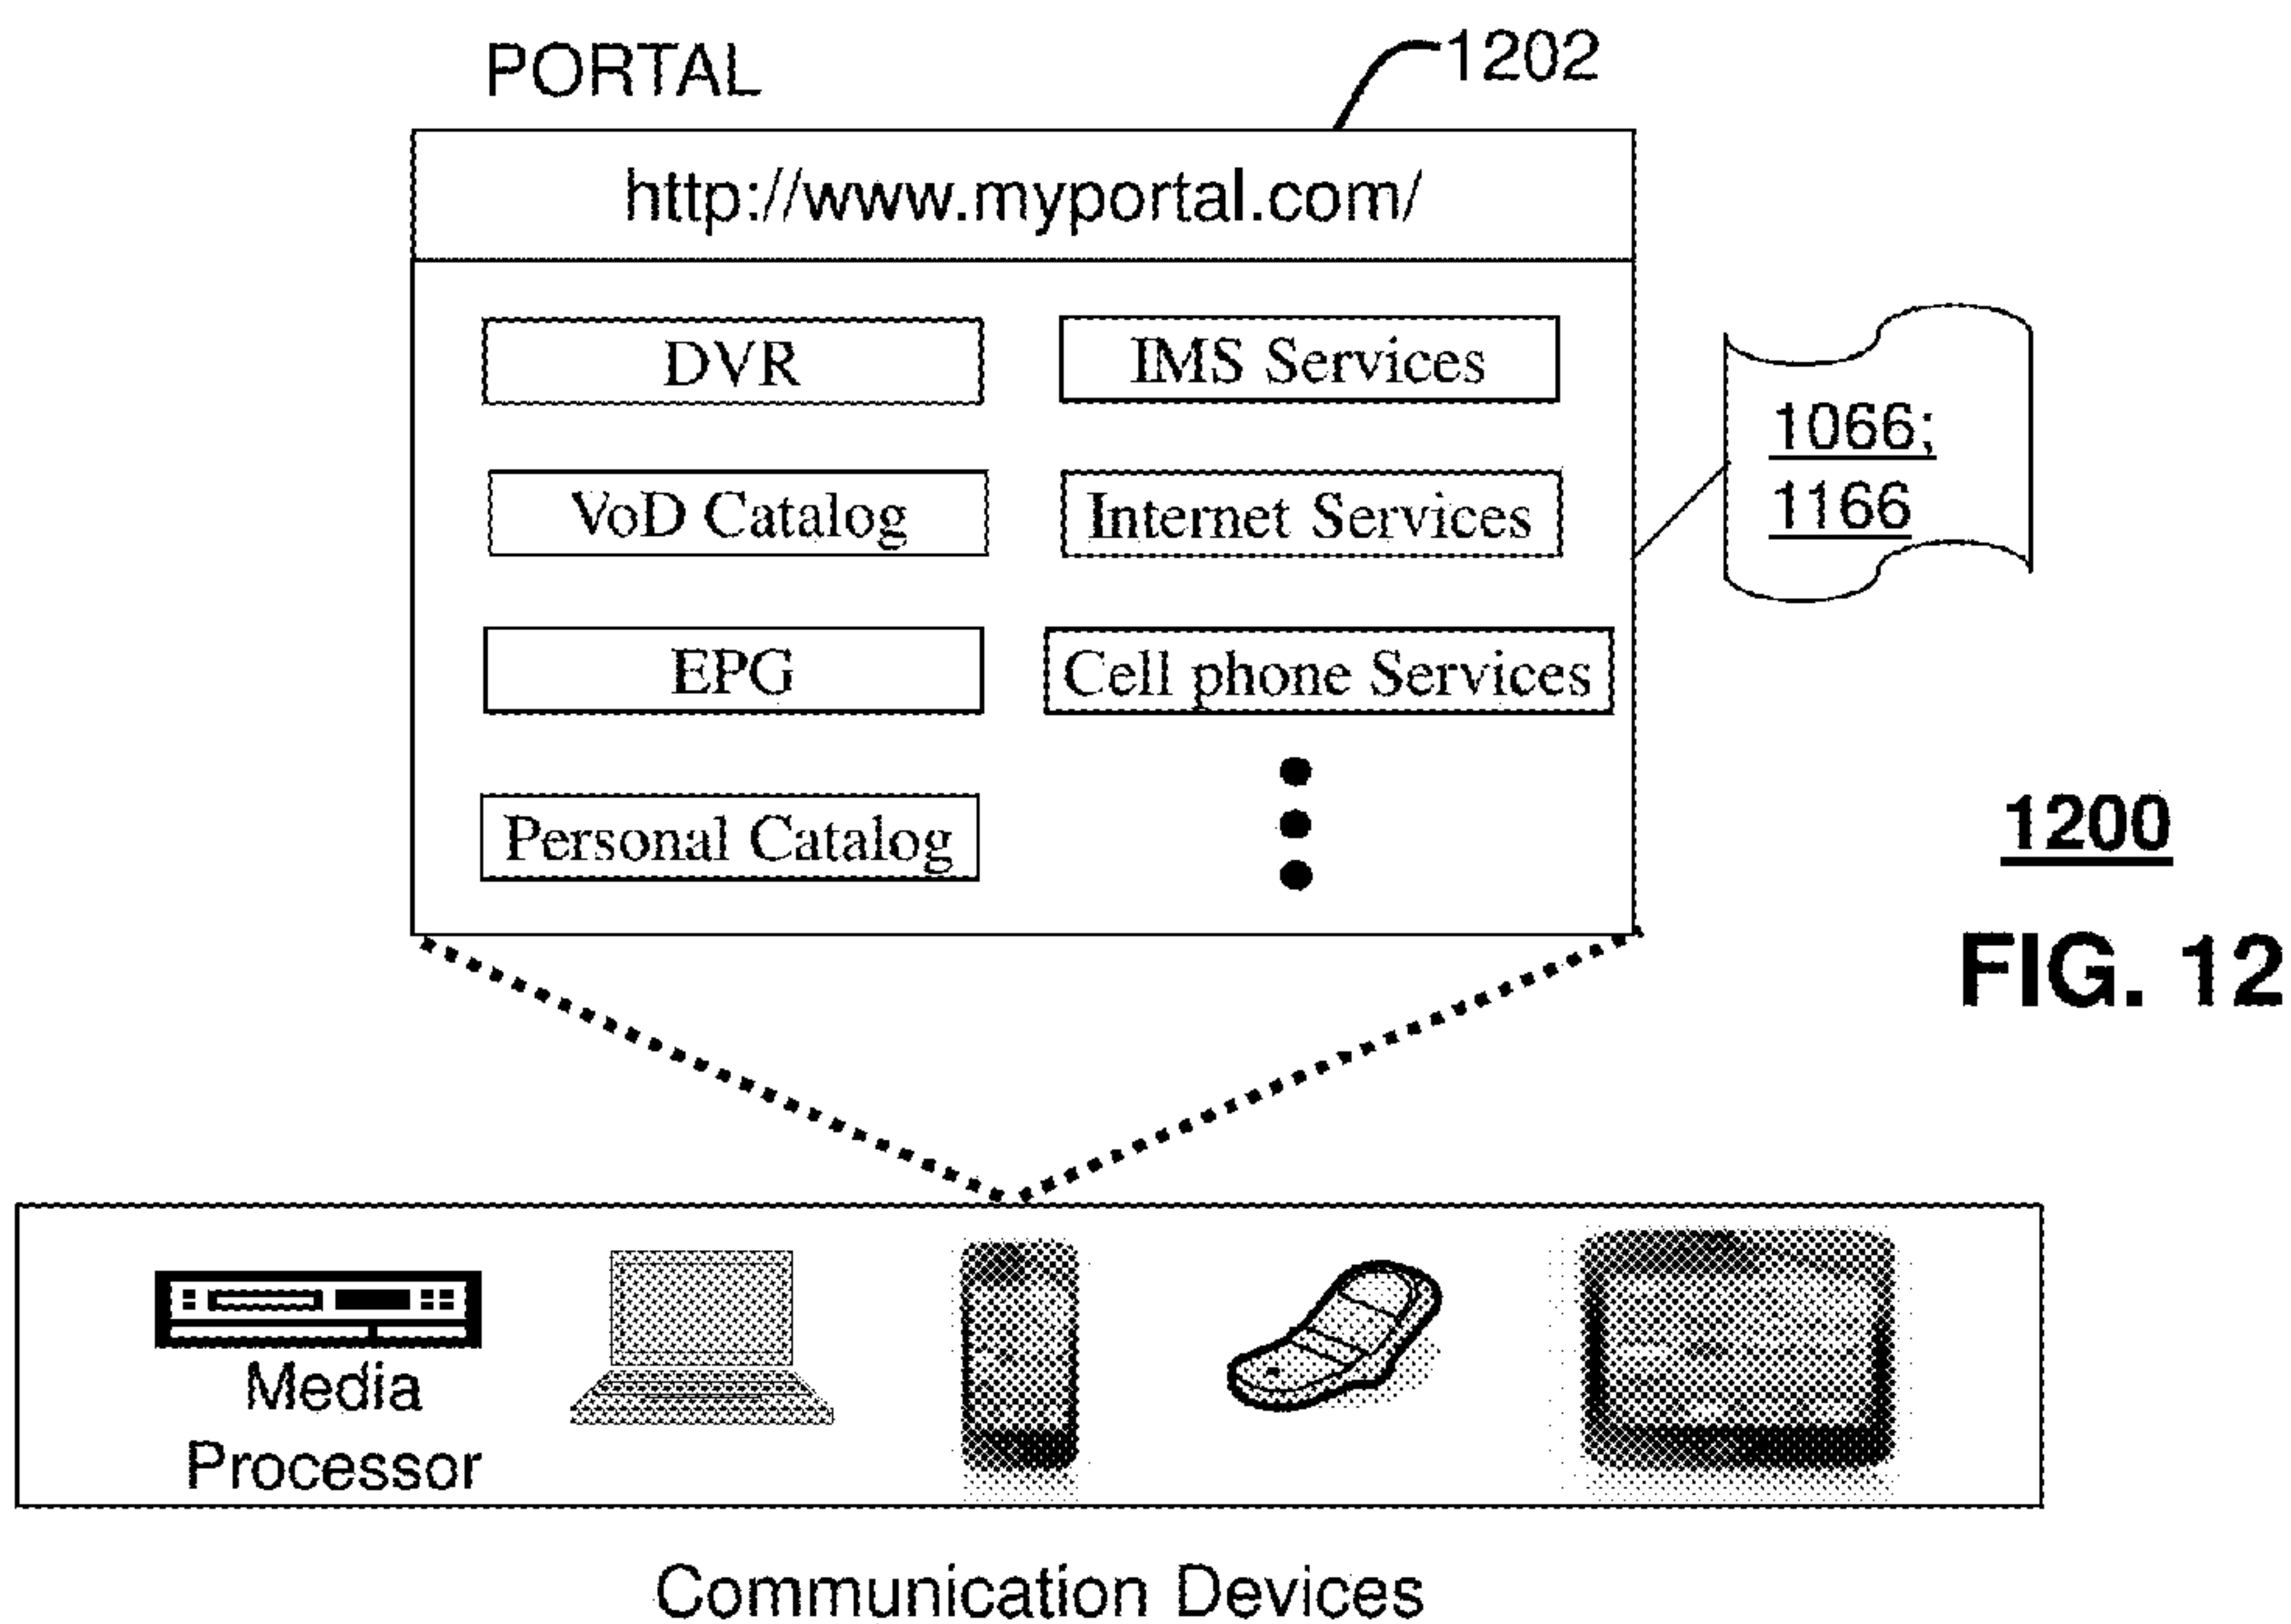 PORTAL
1202
http://www.myportal.com/
DVR
IMS Services
VoD Catalog
Internet Services
EPG
Cell phone Services
Personal Catalog
1066;
1166
1200
FIG. 12
Media
Processor
Communication Devices